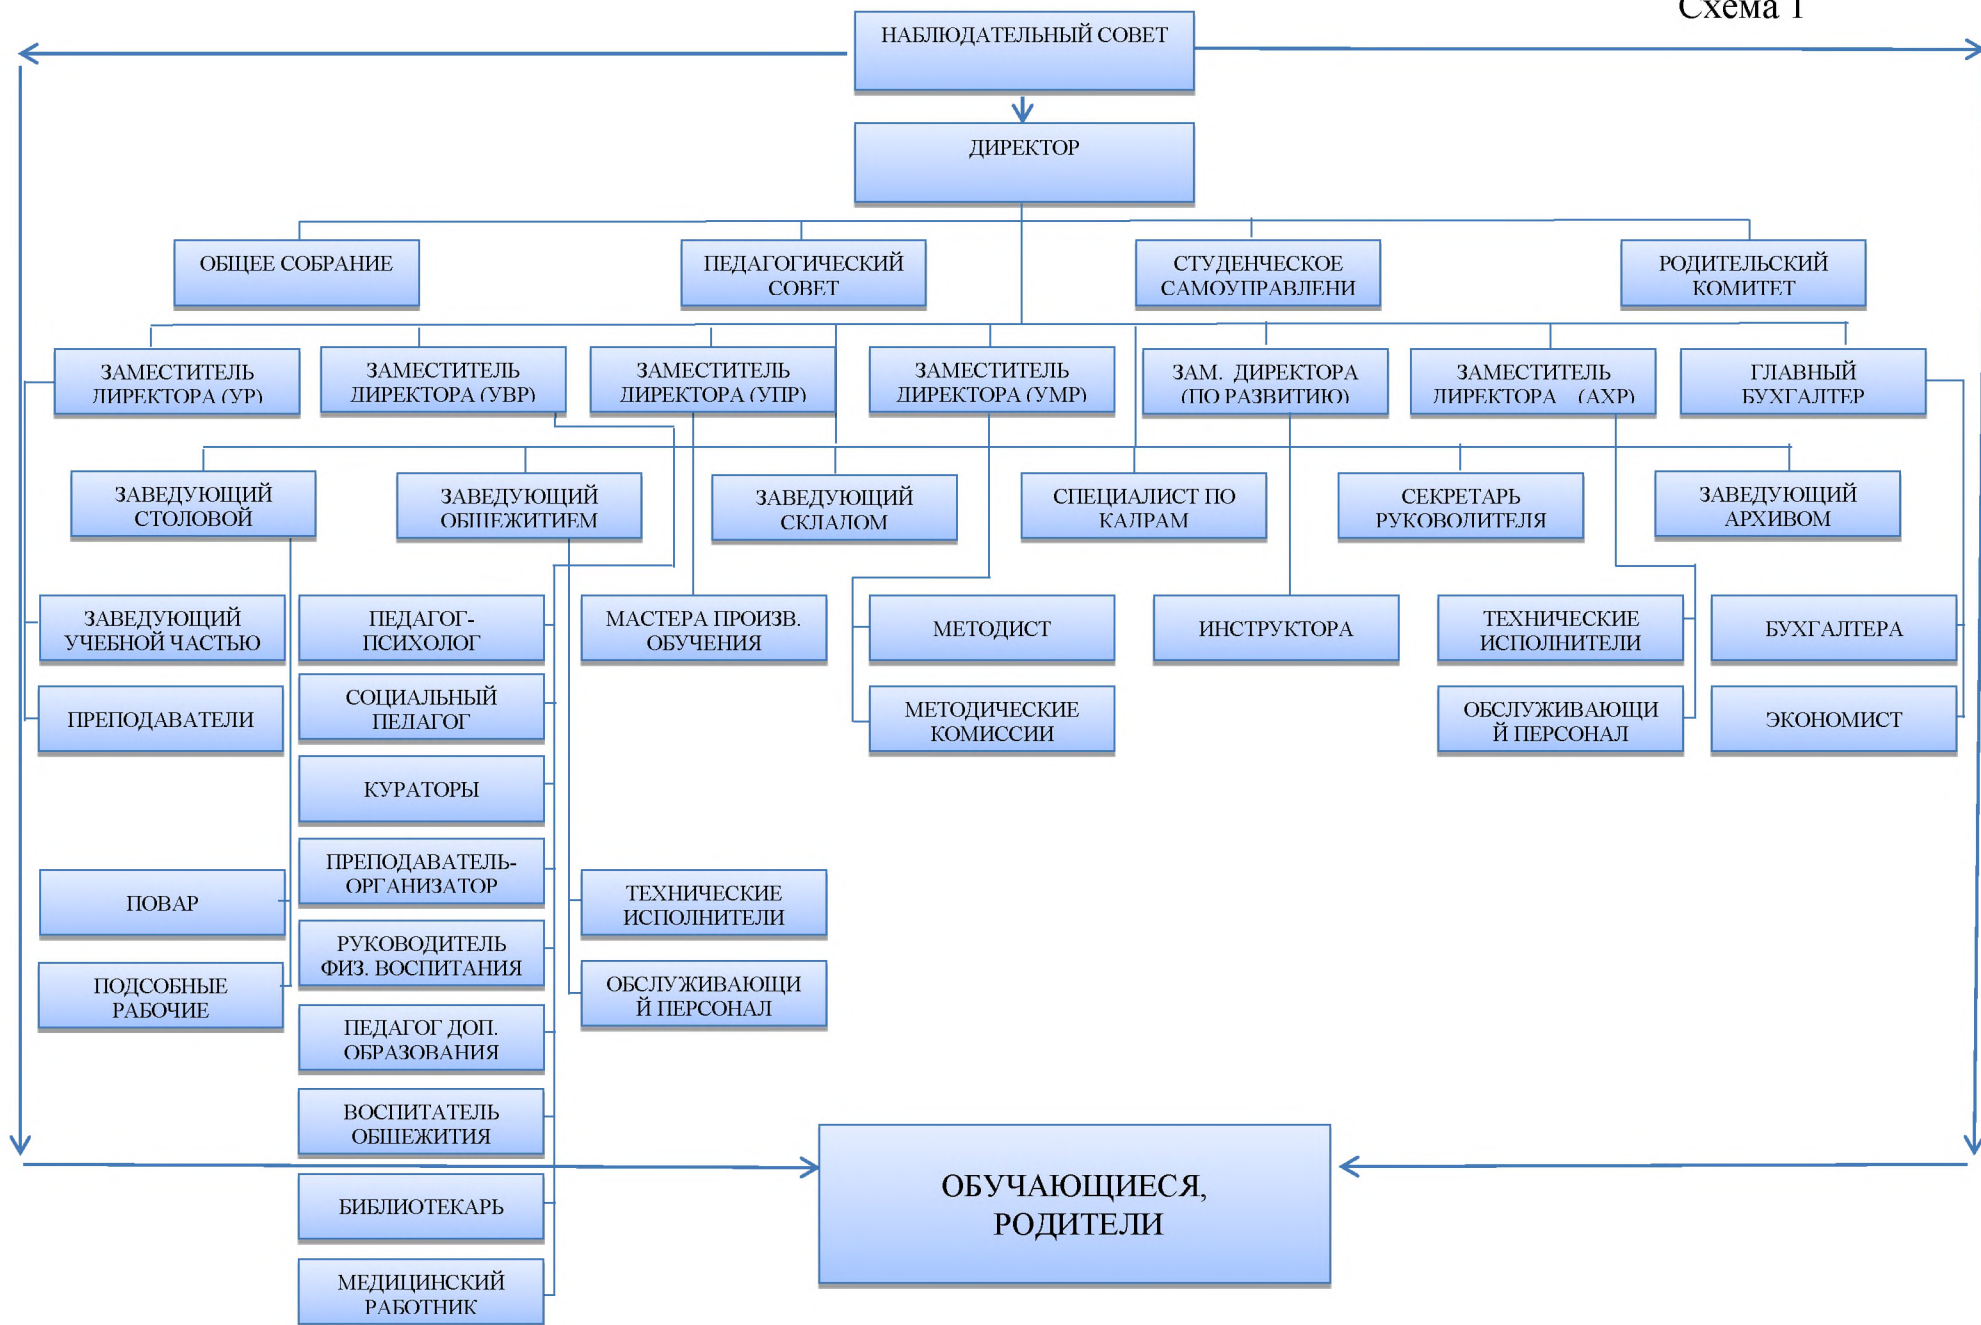 Схема 1
НАБЛЮДАТЕЛЬНЫЙ СОВЕТ
ДИРЕКТОР
ОБЩЕЕ СОБРАНИЕ
ПЕДАГОГИЧЕСКИЙ
СОВЕТ
СТУДЕНЧЕСКОЕ
САМОУПРАВЛЕНИ
РОДИТЕЛЬСКИЙ
КОМИТЕТ
ЗАМЕСТИТЕЛЬ
ДИРЕКТОРА (УР)
ЗАМЕСТИТЕЛЬ
ДИРЕКТОРА (УВР)
ЗАМЕСТИТЕЛЬ
ДИРЕКТОРА (УПР)
ЗАМЕСТИТЕЛЬ
ДИРЕКТОРА (УМР)
ЗАМ. ДИРЕКТОРА
(ПО РАЗВИТИЮ)
ЗАМЕСТИТЕЛЬ
ДИРЕКТОРА (АХР)
ГЛАВНЫЙ
БУХГАЛТЕР
ЗАВЕДУЮЩИЙ
СТОЛОВОЙ
ЗАВЕДУЮЩИЙ
ОБЩЕЖИТИЕМ
ЗАВЕДУЮЩИЙ
СКЛАДОМ
СПЕЦИАЛИСТ ПО
КАДРАМ
СЕКРЕТАРЬ
РУКОВОДИТЕЛЯ
ЗАВЕДУЮЩИЙ
АРХИВОМ
ЗАВЕДУЮЩИЙ
УЧЕБНОЙ ЧАСТЬЮ
ПЕДАГОГ-
ПСИХОЛОГ
МАСТЕРА ПРОИЗВ.
ОБУЧЕНИЯ
МЕТОДИСТ
ИНСТРУКТОРА
ТЕХНИЧЕСКИЕ
ИСПОЛНИТЕЛИ
БУХГАЛТЕРА
ПРЕПОДАВАТЕЛИ
СОЦИАЛЬНЫЙ
ПЕДАГОГ
МЕТОДИЧЕСКИЕ
КОМИССИИ
ОБСЛУЖИВАЮЩИ
Й ПЕРСОНАЛ
ЭКОНОМИСТ
КУРАТОРЫ
ПРЕПОДАВАТЕЛЬ-
ОРГАНИЗАТОР
ПОВАР
ТЕХНИЧЕСКИЕ
ИСПОЛНИТЕЛИ
РУКОВОДИТЕЛЬ
ФИЗ. ВОСПИТАНИЯ
ПОДСОБНЫЕ
РАБОЧИЕ
ОБСЛУЖИВАЮЩИ
Й ПЕРСОНАЛ
ПЕДАГОГ ДОП.
ОБРАЗОВАНИЯ
ВОСПИТАТЕЛЬ
ОБЩЕЖИТИЯ
ОБУЧАЮЩИЕСЯ,
РОДИТЕЛИ
БИБЛИОТЕКАРЬ
МЕДИЦИНСКИЙ
РАБОТНИК